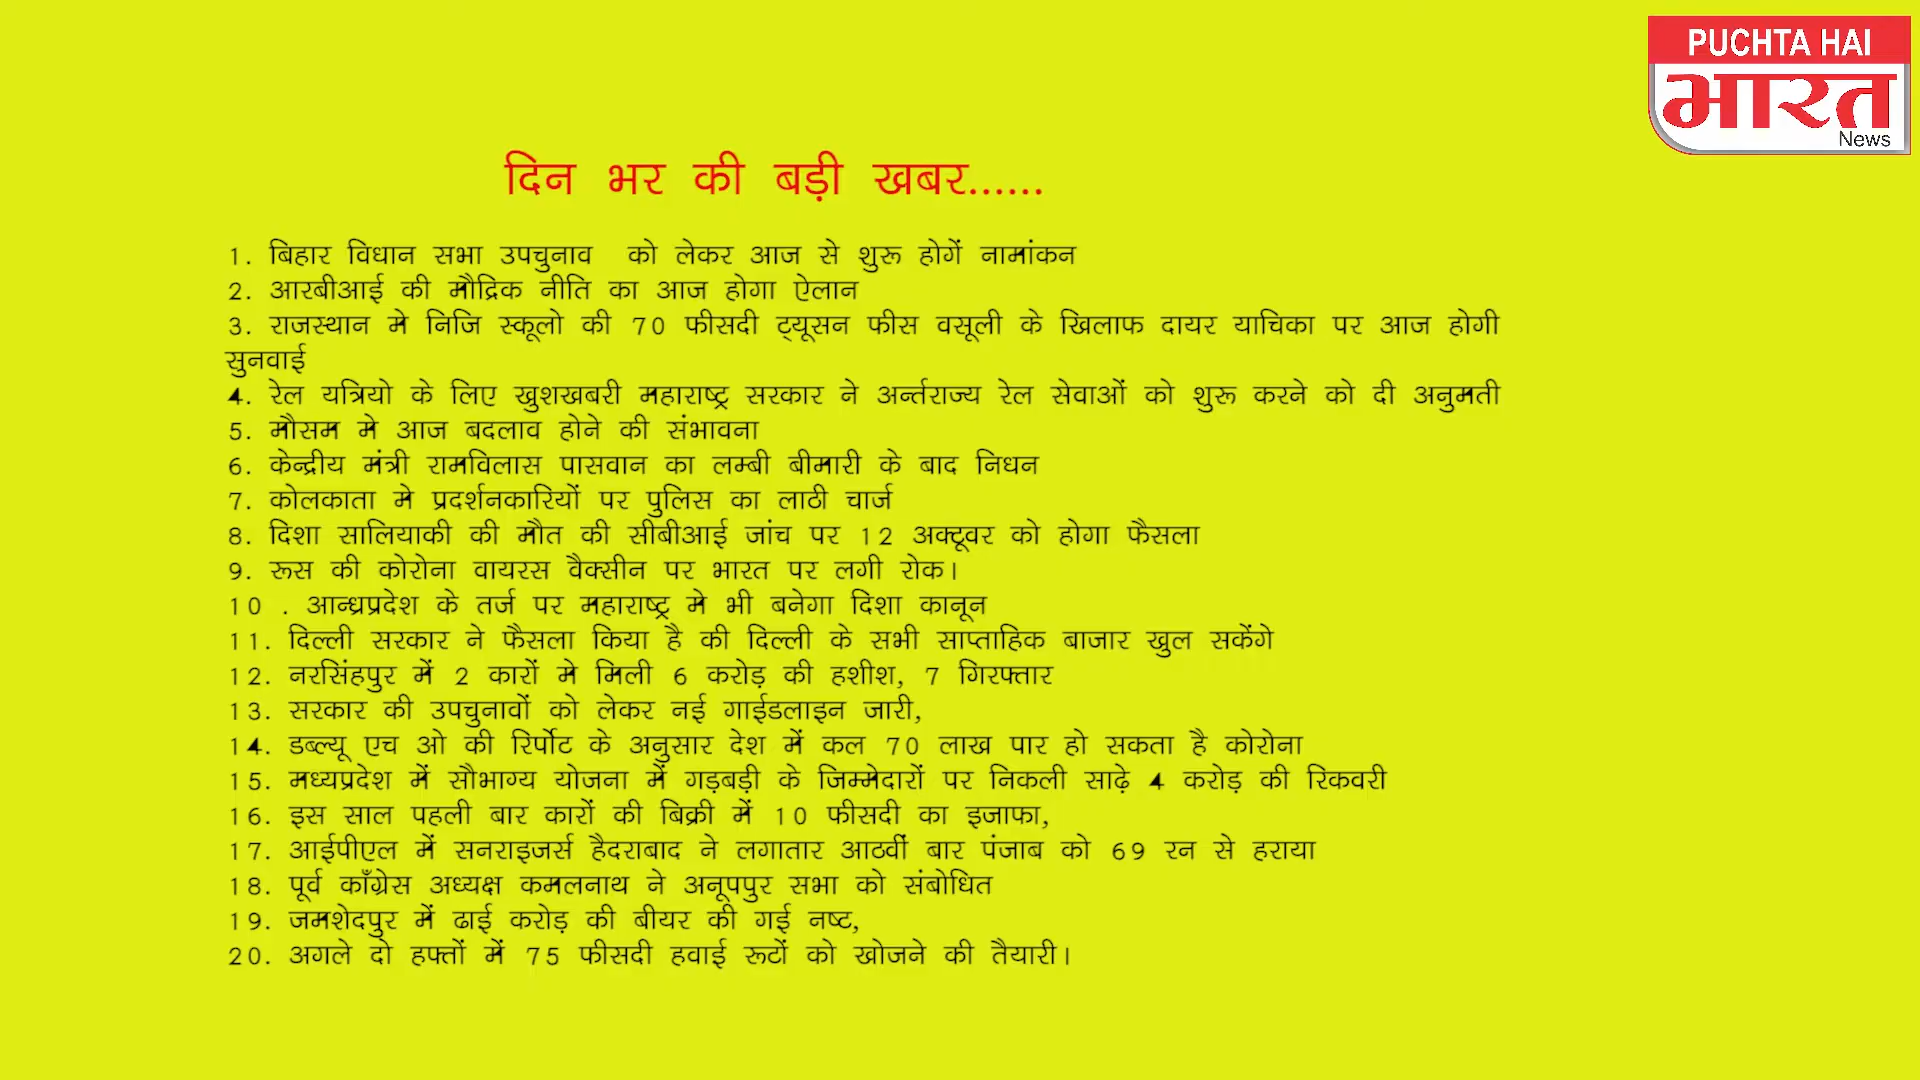 PUCHTA HAI
भारत
News
दिन भर की बड़ी खबर......
1. बिहार विधान सभा उपचुनाव को लेकर आज से शुरू होगें नामांकन
2. आरबीआई की मौद्रिक नीति का आज होगा ऐलान
3. राजस्थान मे निजि स्कूलो की 70 फीसदी ट्यूसन फीस वसूली के खिलाफ दायर याचिका पर आज होगी
सुनवाई
4. रेल यत्रियो के लिए खुशखबरी महाराष्ट्र सरकार ने अर्न्तराज्य रेल सेवाओं को शुरू करने को दी अनुमती
5. मौसम मे आज बदलाव होने की संभावना
6. केन्द्रीय मंत्री रामविलास पासवान का लम्बी बीमारी के बाद निधन
7. कोलकाता मे प्रदर्शनकारियों पर पुलिस का लाठी चार्ज
8. दिशा सालियाकी की मौत की सीबीआई जांच पर 12 अक्टूवर को होगा फैसला
9. रूस की कोरोना वायरस वैक्सीन पर भारत पर लगी रोक।
10 . आन्ध्रप्रदेश के तर्ज पर महाराष्ट्र मे भी बनेगा दिशा कानून
11. दिल्ली सरकार ने फैसला किया है की दिल्ली के सभी साप्ताहिक बाजार खुल सकेंगे
12. नरसिंहपुर में 2 कारों मे मिली 6 करोड़ की हशीश, 7 गिरफ्तार
13. सरकार की उपचुनावों को लेकर नई गाईडलाइन जारी,
14. डब्ल्यू एच ओ की रिर्पोट के अनुसार देश में कल 70 लाख पार हो सकता है कोरोना
15. मध्यप्रदेश में सौभाग्य योजना में गड़बड़ी के जिम्मेदारों पर निकली साढ़े 4 करोड़ की रिकवरी
16. इस साल पहली बार कारों की बिक्री में 10 फीसदी का इजाफा,
17. आईपीएल में सनराइजर्स हैदराबाद ने लगातार आठवीं बार पंजाब को 69 रन से हराया
18. पूर्व काँग्रेस अध्यक्ष कमलनाथ ने अनूपपुर सभा को संबोधित
19. जमशेदपुर में ढाई करोड़ की बीयर की गई नष्ट,
20. अगले दो हफ्तों में 75 फीसदी हवाई रूटों को खोजने की तैयारी।